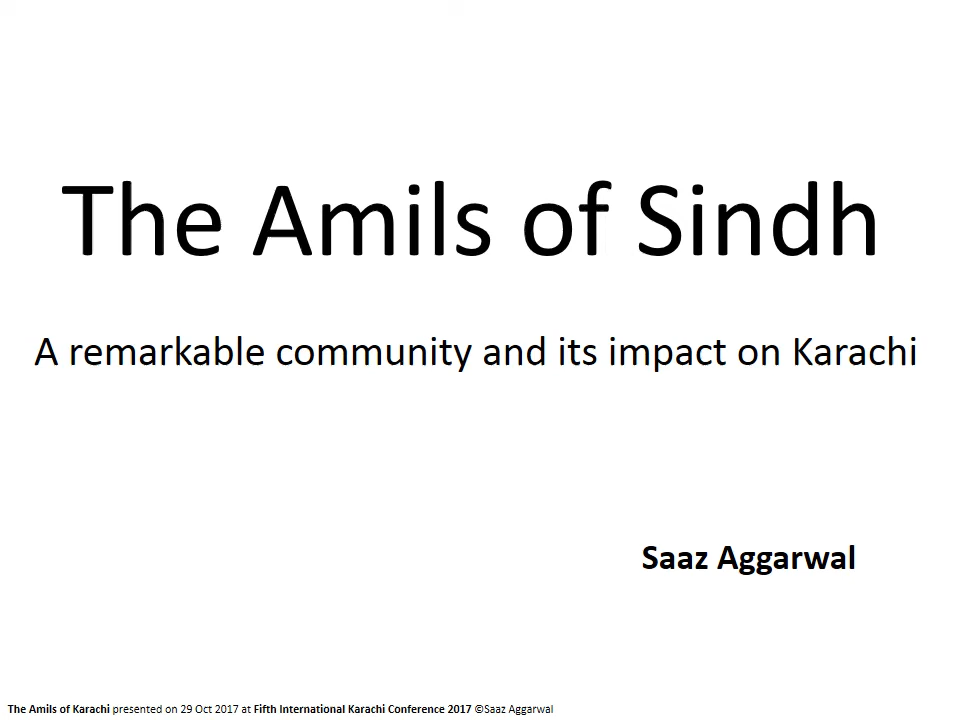 The Amils of Sindh
A remarkable community and its impact on Karachi
Saaz Aggarwal
The Amils of Karachi presented on 29 Oct 2017 at Fifth International Karachi Conference 2017 ©Saaz Aggarwal